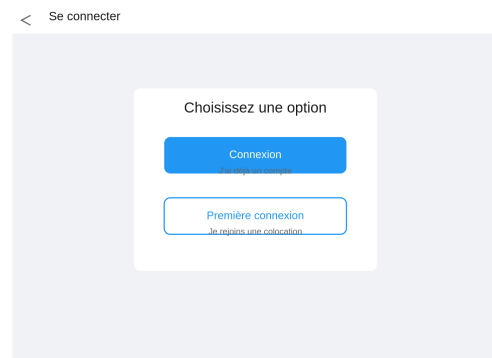 Se connecter
Choisissez une option
Connexion
J'ai déjà un compte
Première connexion
Je rejoins une colocation